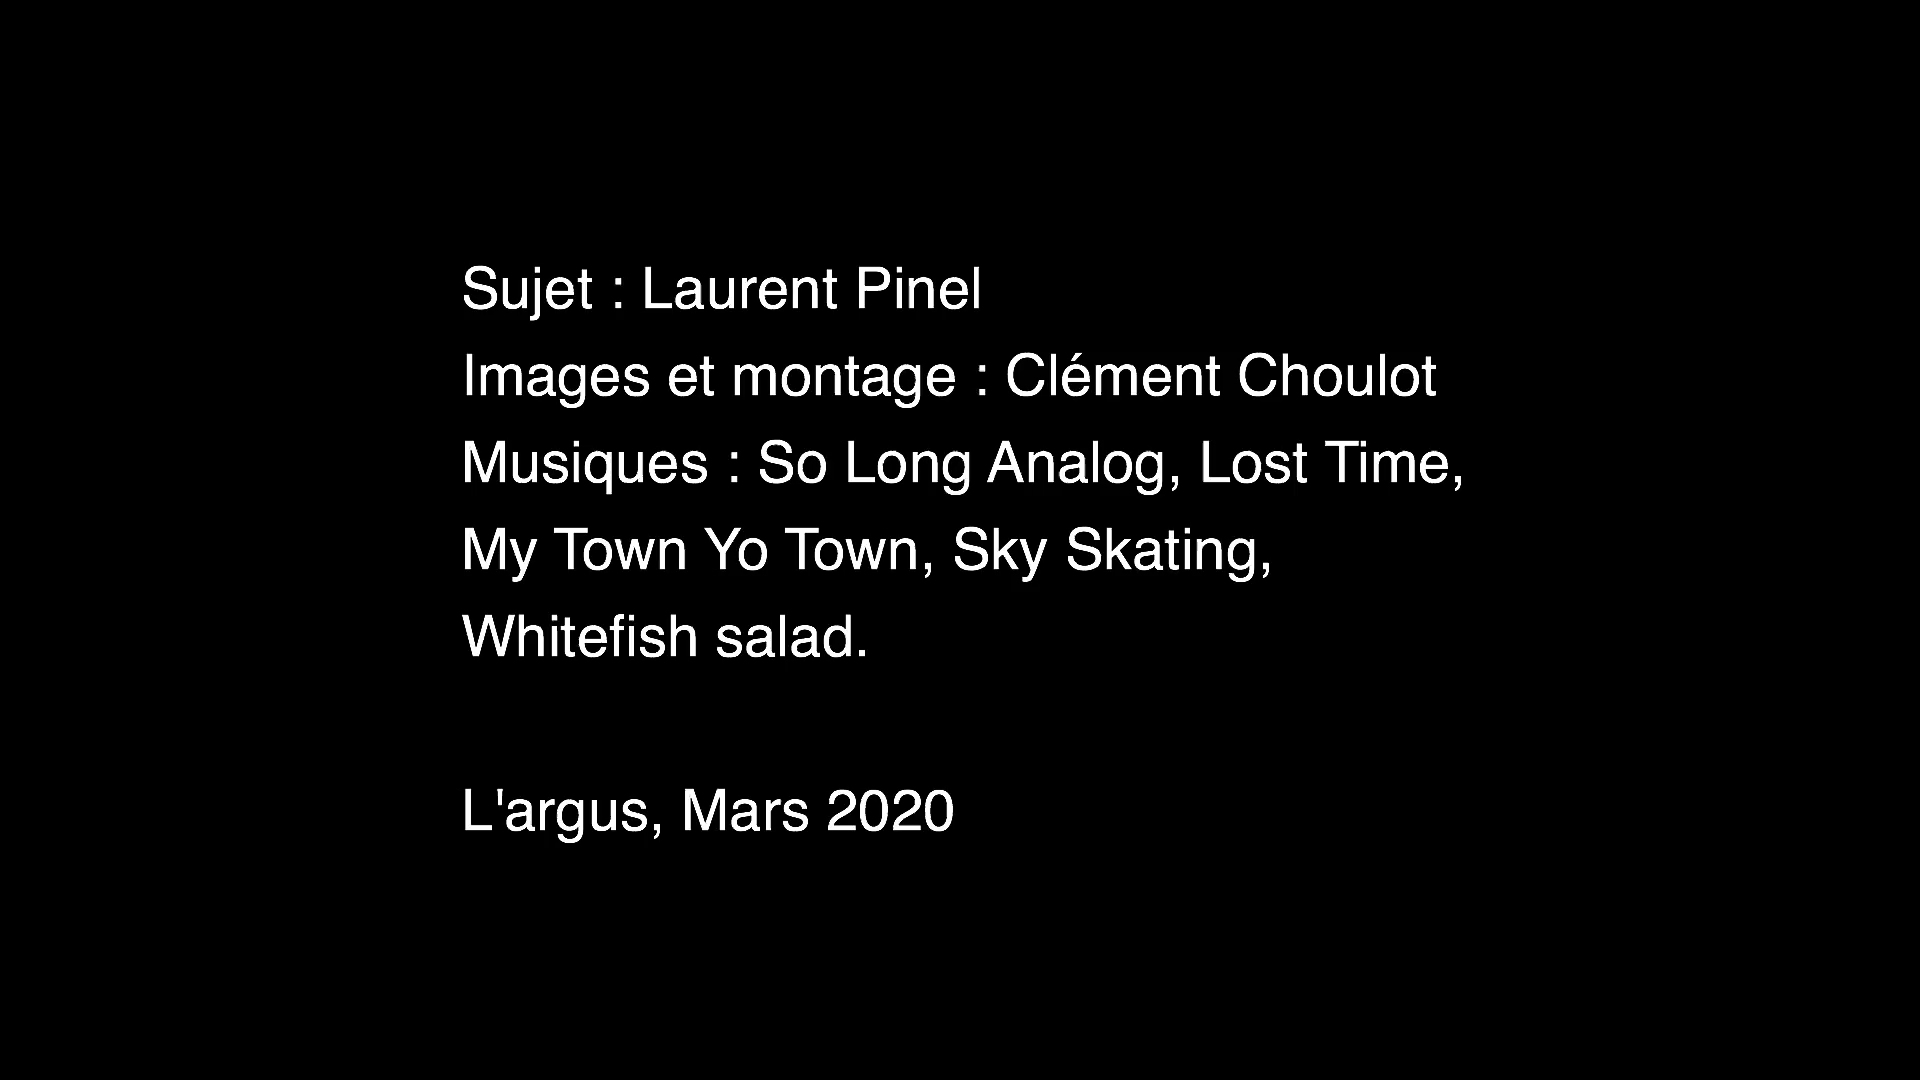 Sujet : Laurent Pinel
Images et montage : Clément Choulot
Musiques : So Long Analog, Lost Time,
My Town Yo Town, Sky Skating,
Whitefish salad.
L'argus, Mars 2020